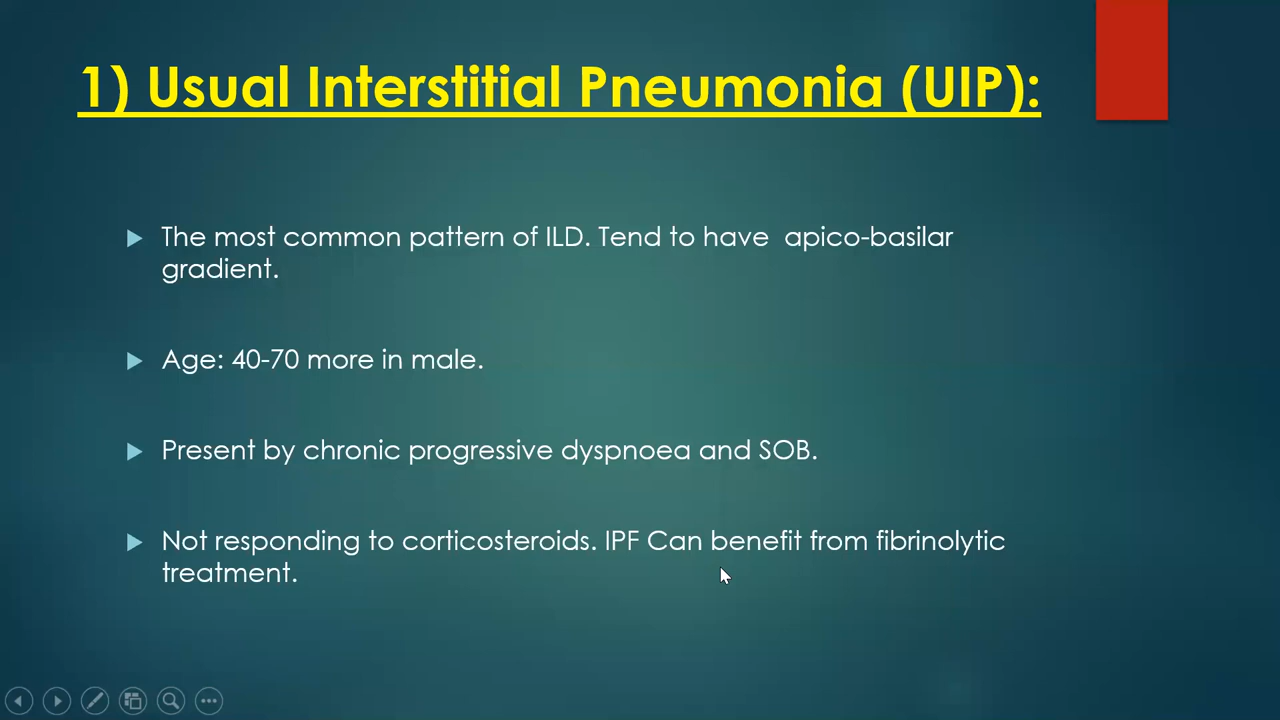 1) Usual Interstitial Pneumonia (UIP):
The most common pattern of ILD. Tend to have  apico-basilar
gradient.
Age: 40-70 more in male.
Present by chronic progressive dyspnoea and SOB.
Not responding to corticosteroids. IPF Can benefit from fibrinolytic
treatment.